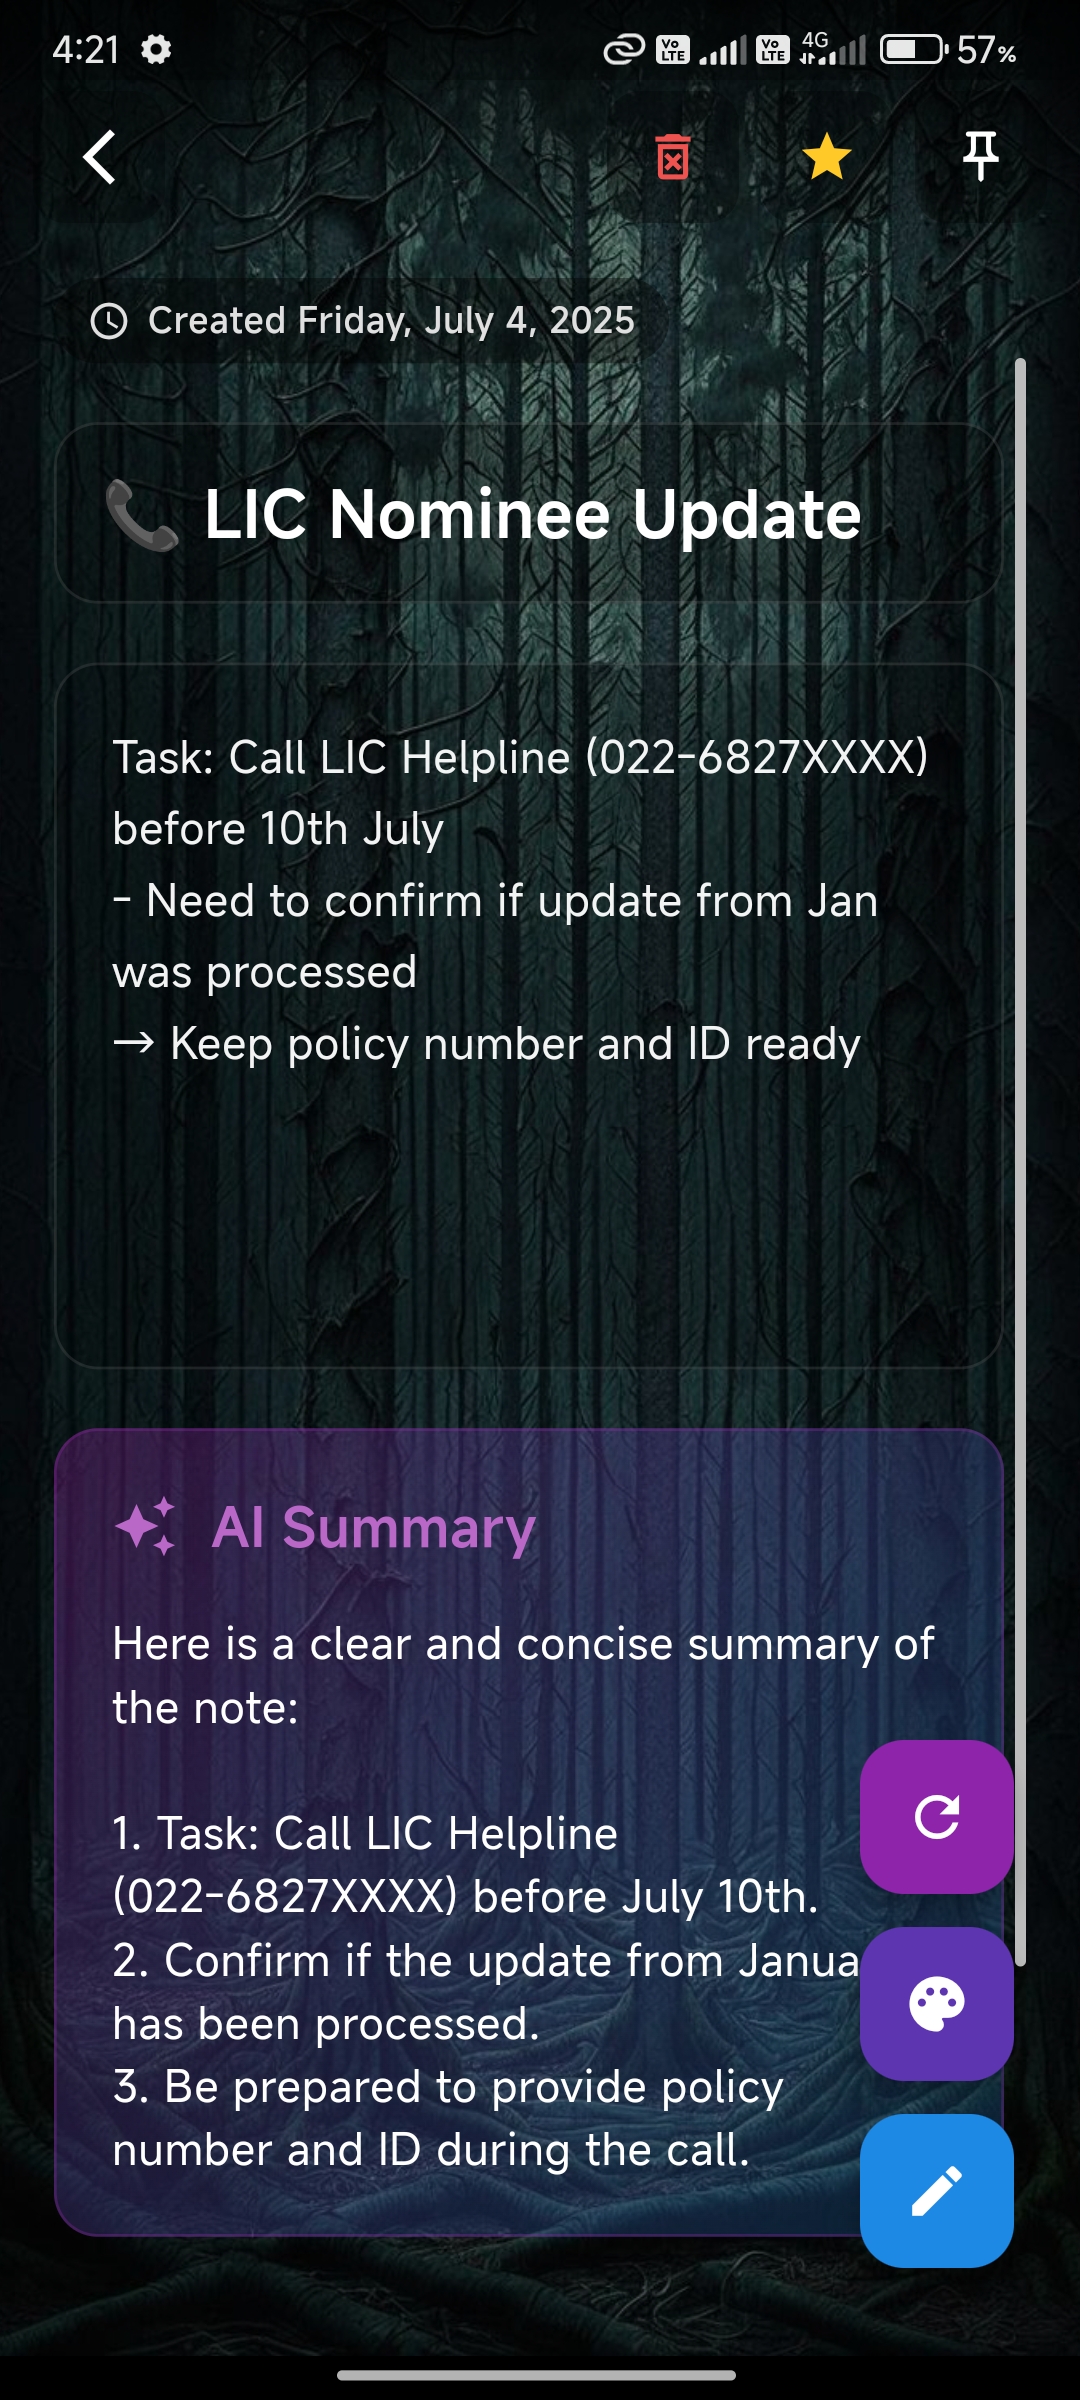 4:21
Vo LTE
Vo LTE
4G
57%
Created Friday, July 4, 2025
LIC Nominee Update
Task: Call LIC Helpline (022-6827XXXX)
before 10th July
- Need to confirm if update from Jan
was processed
→ Keep policy number and ID ready
AI Summary
Here is a clear and concise summary of
the note:
1. Task: Call LIC Helpline
(022-6827XXXX) before July 10th.
2. Confirm if the update from Janua
has been processed.
3. Be prepared to provide policy
number and ID during the call.